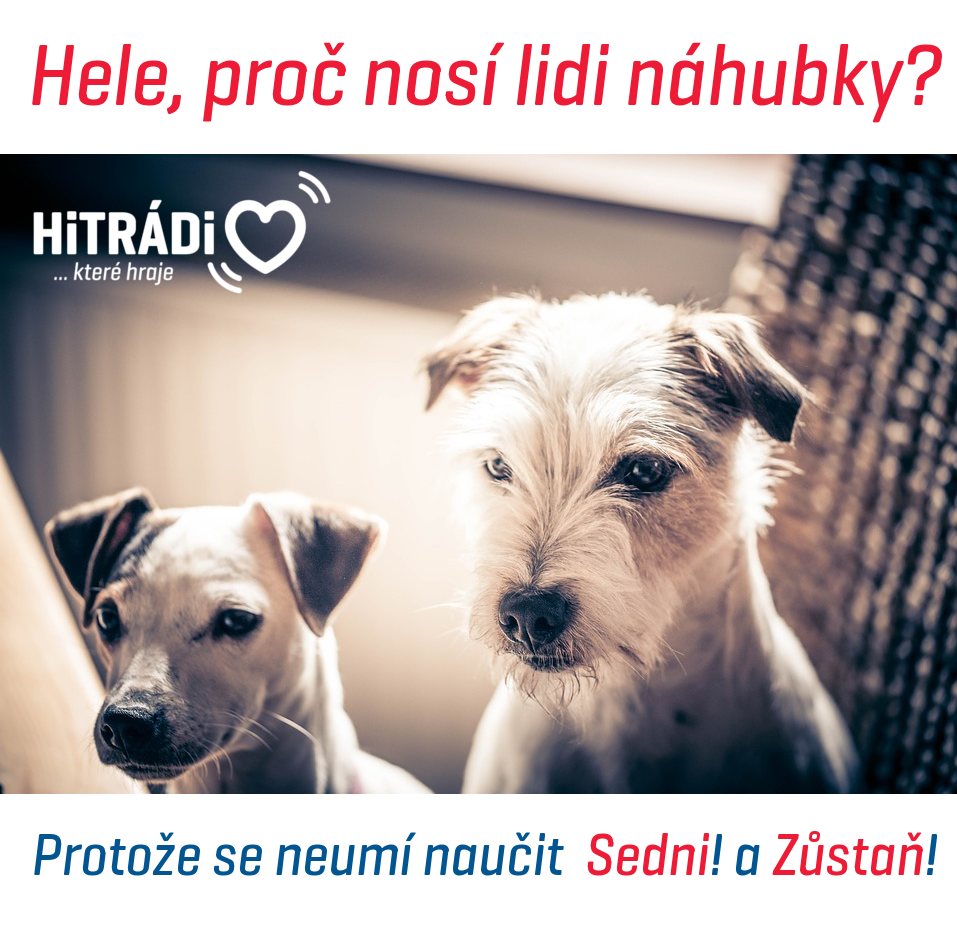 Hele, proč nosí lidi náhubky?
HiTRÁDi
... které hraje
Protože se neumí naučit Sedni! a Zůstaň!